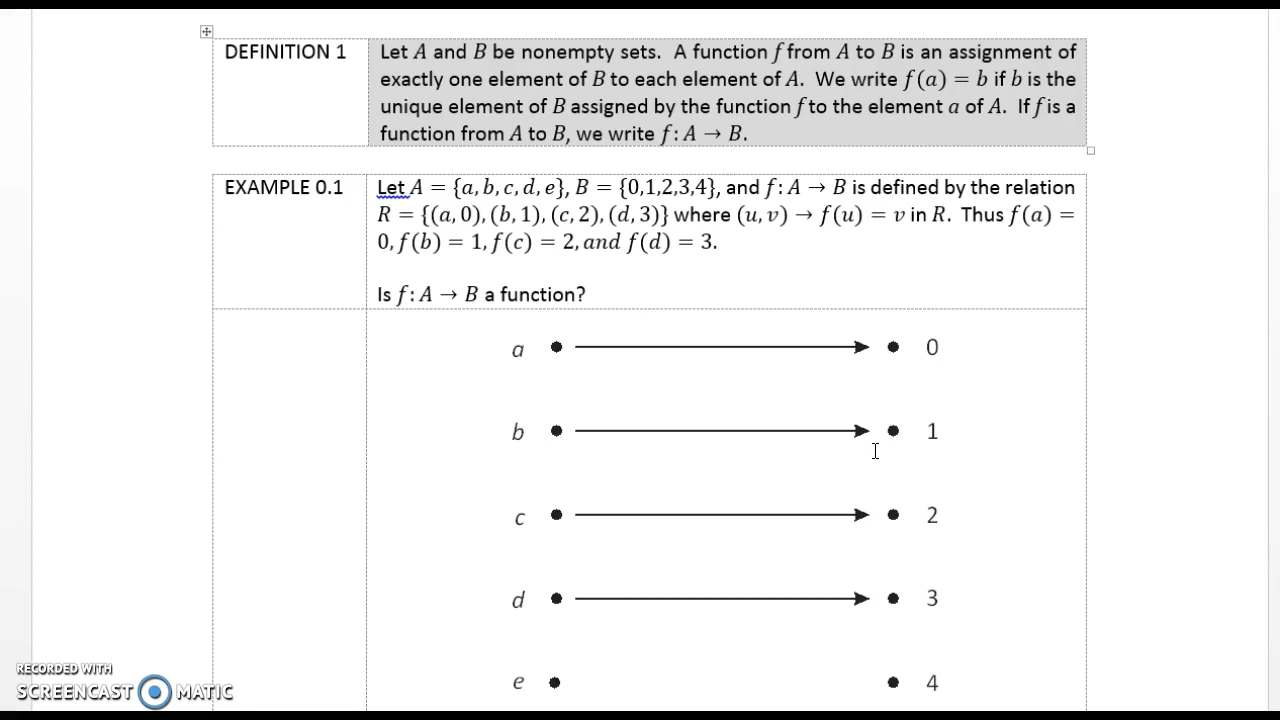 DEFINITION 1
Let A and B be nonempty sets. A function f from A to B is an assignment of
exactly one element of B to each element of A. We write f(a) = b if b is the
unique element of B assigned by the function f to the element a of A. If f is a
function from A to B, we write f: A → B.
EXAMPLE 0.1
Let A = {a, b, c, d, e}, B = {0,1,2,3,4}, and f: A → B is defined by the relation
R = {(a, 0), (b, 1), (c, 2), (d, 3)} where (u, v) → f(u) = v in R. Thus f(a) =
0, f(b) = 1, f(c) = 2, and f(d) = 3.
Is f: A → B a function?
a 0
b 1
c 2
d 3
e 4
RECORDED WITH
SCREENCAST MATIC